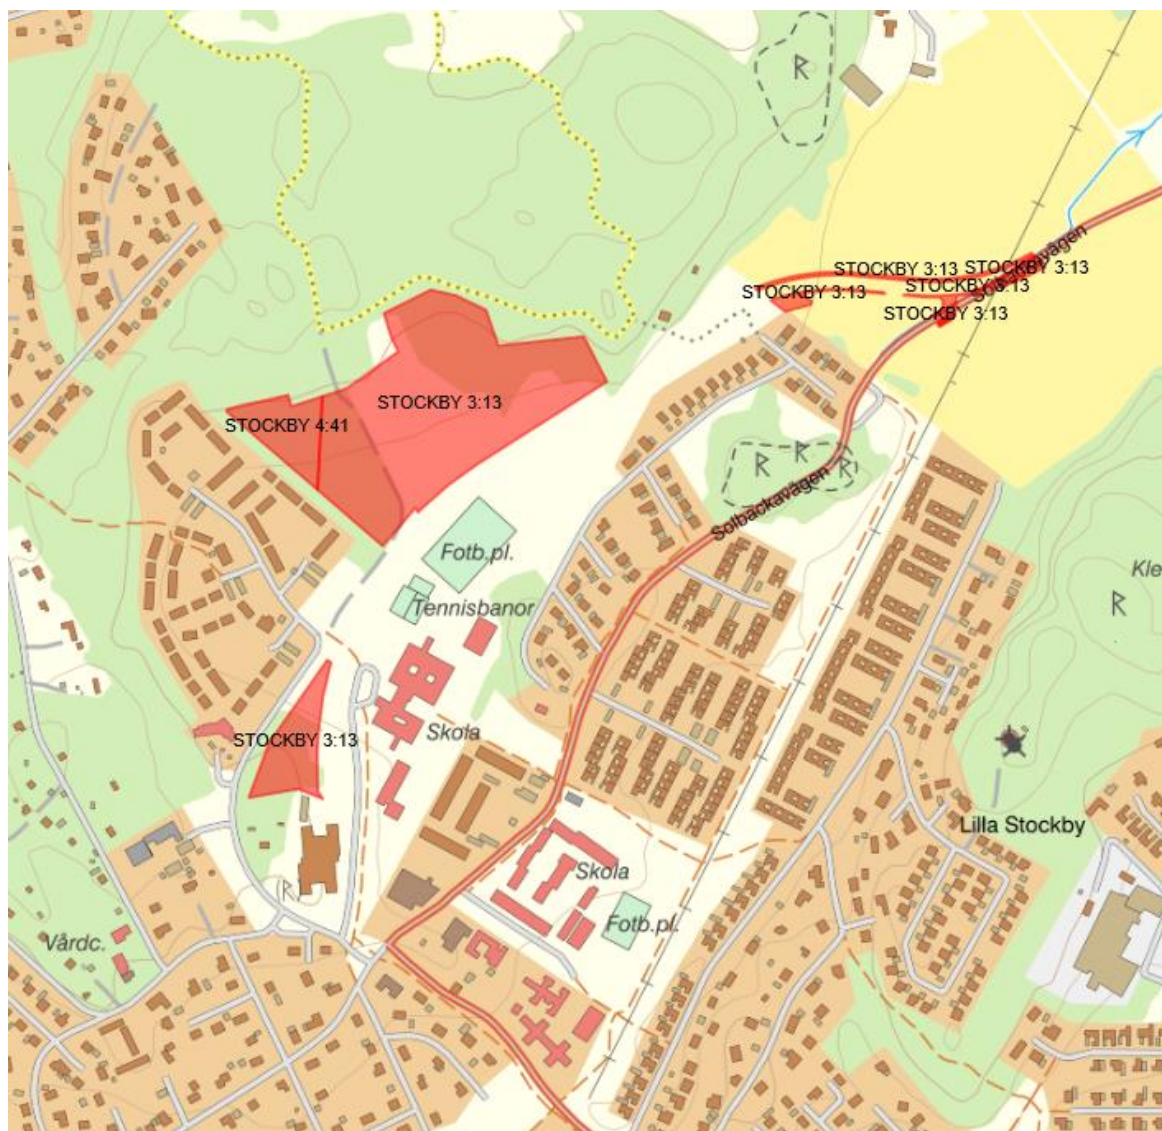 R
STOCKBY 3:13
STOCKBY 3:13
STOCKBY 3:13
STOCKBY 3:13
STOCKBY 3:13
Solbackavägen
STOCKBY 3:13
STOCKBY 4:41
R
R
R
Solbackavägen
Fotb.pl.
Kle
R
Tennisbanor
STOCKBY 3:13
Skola
Lilla Stockby
Skola
(R)
Fotb.pl.
Vårdc.